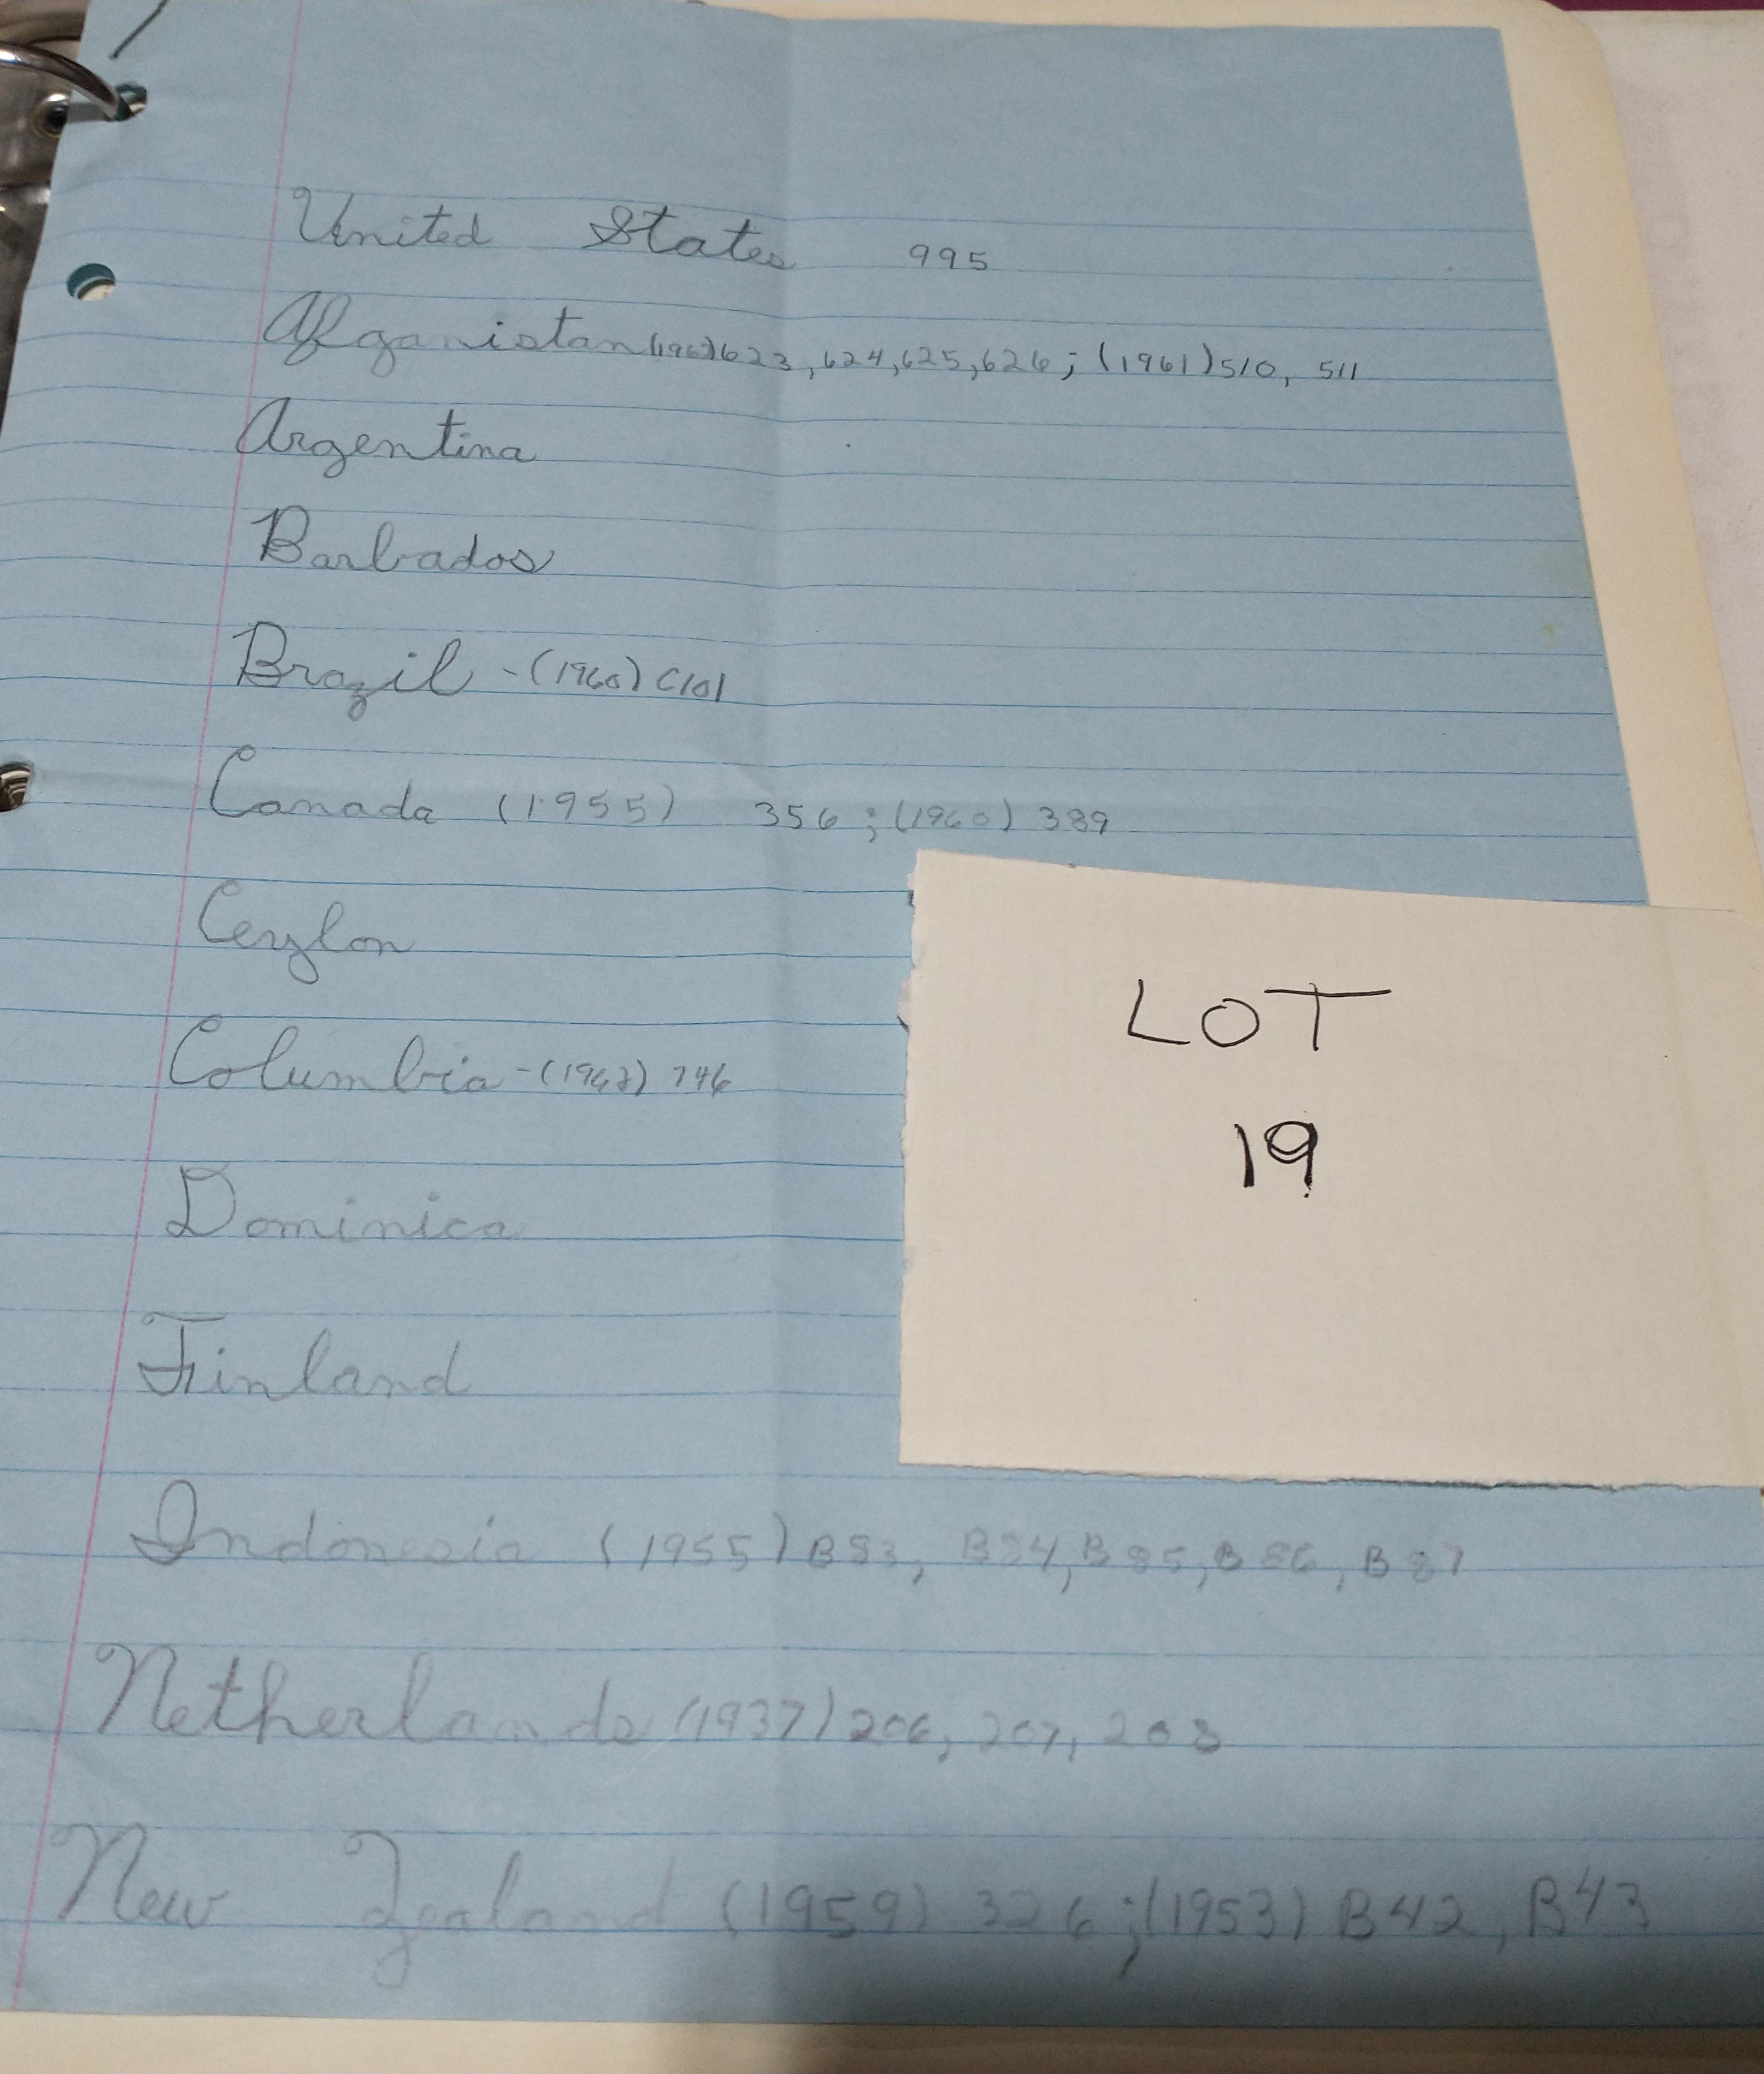 United States 995
Afganistan (1962) 623, 624, 625, 626; (1961) 510, 511
Argentina
Barbados
Brazil - (1960) C101
Canada (1955) 356; (1960) 389
Ceylon
Columbia - (1962) 746
Dominica
Finland
Indonesia (1955) B83, B84, B85, B86, B87
Netherlands (1937) 206, 207, 208
New Zealand (1959) 326; (1953) B42, B43
LOT
19